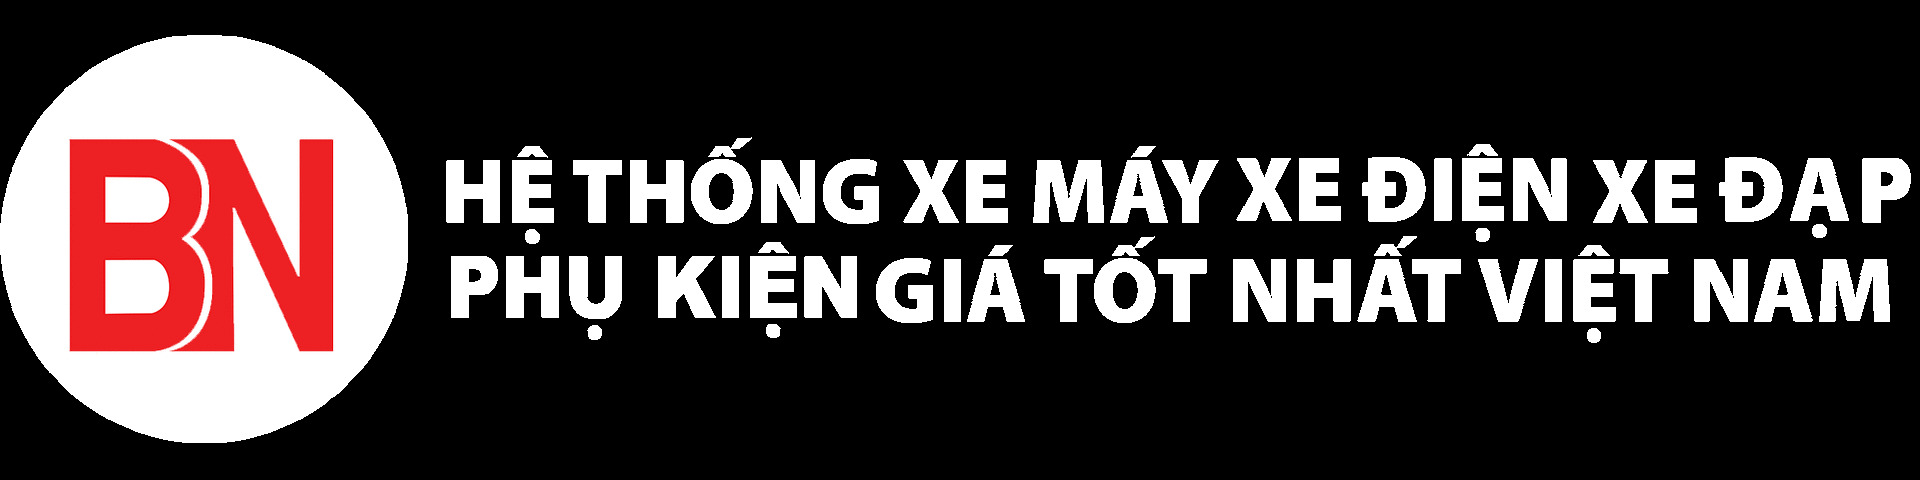 BN
HỆ THỐNG XE MÁY XE ĐIỆN XE ĐẠP
PHỤ KIỆN GIÁ TỐT NHẤT VIỆT NAM